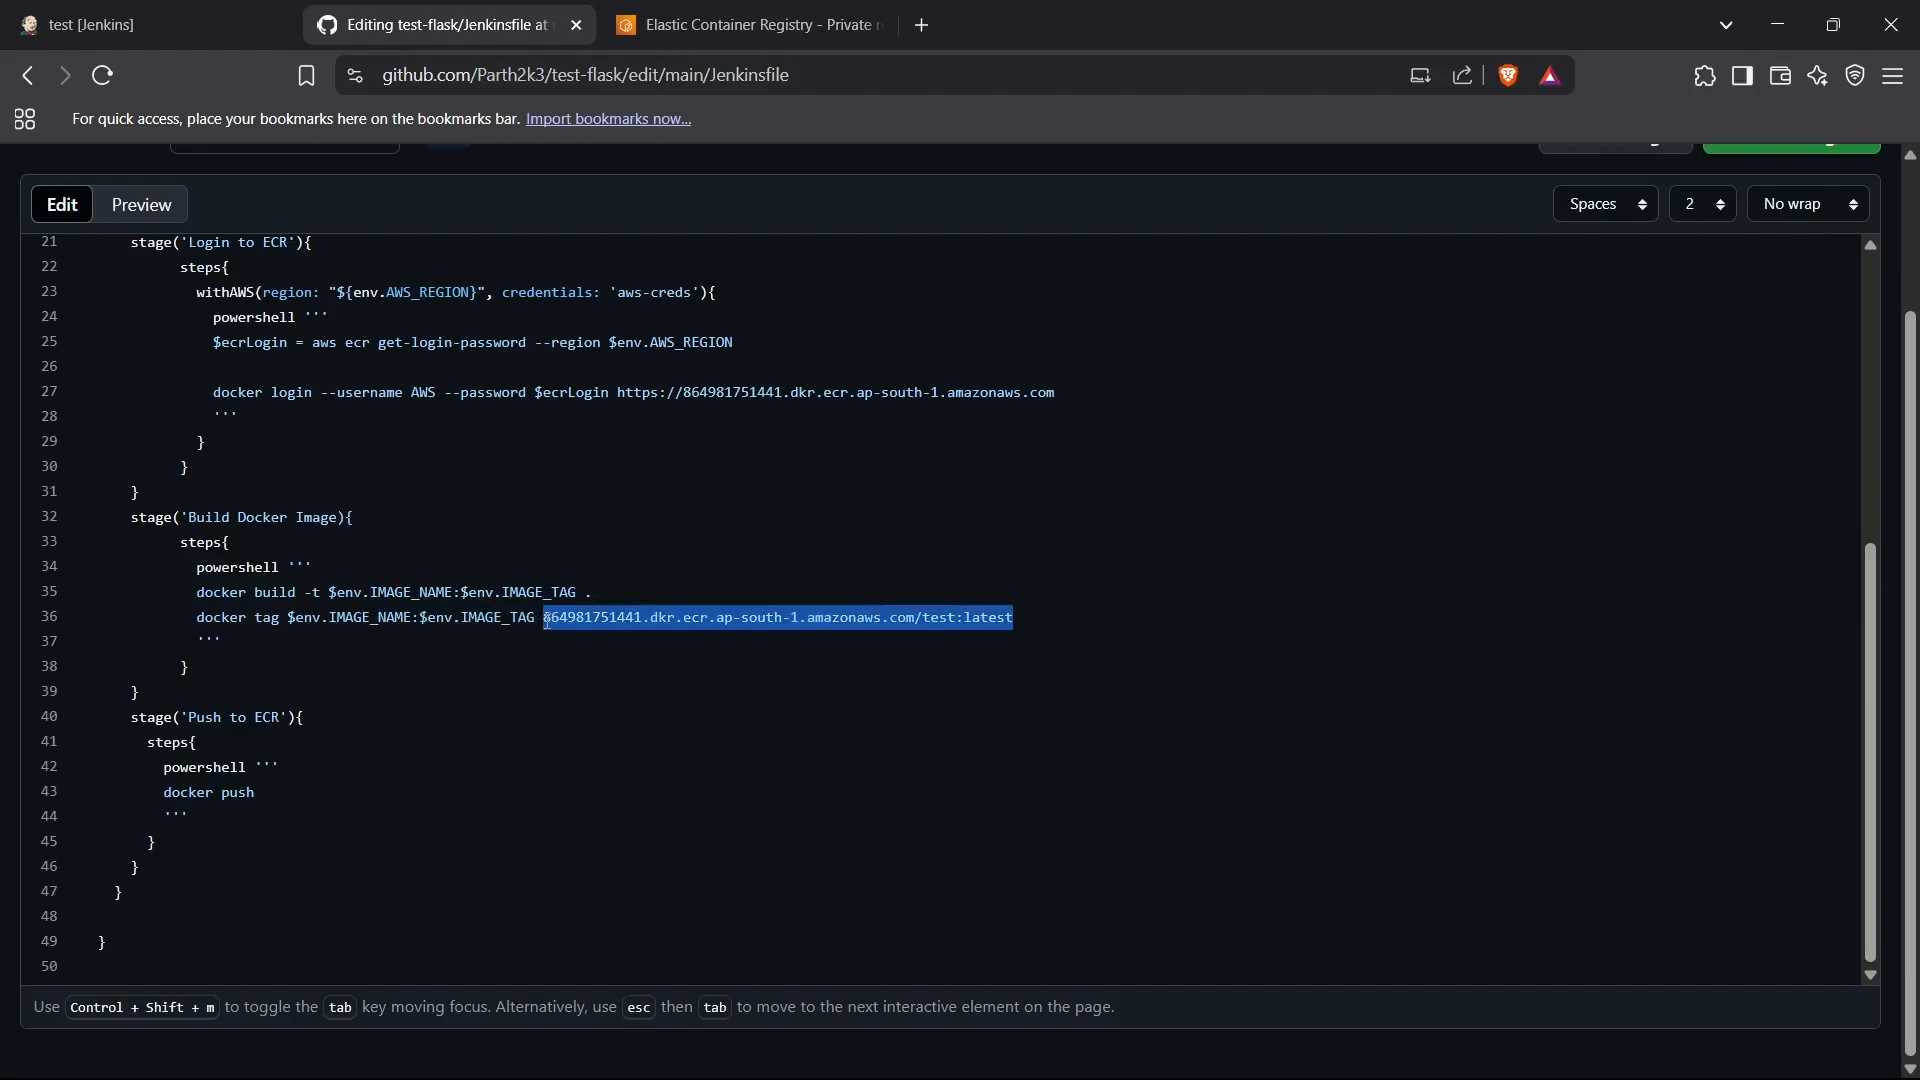 test [Jenkins]
Editing test-flask/Jenkinsfile at
Elastic Container Registry - Private r
github.com/Parth2k3/test-flask/edit/main/Jenkinsfile
For quick access, place your bookmarks here on the bookmarks bar. Import bookmarks now...
Edit Preview Spaces 2 No wrap
21 stage('Login to ECR'){
22 steps{
23 withAWS(region: "${env.AWS_REGION}", credentials: 'aws-creds'){
24 powershell '''
25 $ecrLogin = aws ecr get-login-password --region $env.AWS_REGION
26
27 docker login --username AWS --password $ecrLogin https://864981751441.dkr.ecr.ap-south-1.amazonaws.com
28 '''
29 }
30 }
31 }
32 stage('Build Docker Image){
33 steps{
34 powershell '''
35 docker build -t $env.IMAGE_NAME:$env.IMAGE_TAG .
36 docker tag $env.IMAGE_NAME:$env.IMAGE_TAG 864981751441.dkr.ecr.ap-south-1.amazonaws.com/test:latest
37 '''
38 }
39 }
40 stage('Push to ECR'){
41 steps{
42 powershell '''
43 docker push
44 '''
45 }
46 }
47 }
48
49 }
50
Use Control + Shift + m to toggle the tab key moving focus. Alternatively, use esc then tab to move to the next interactive element on the page.